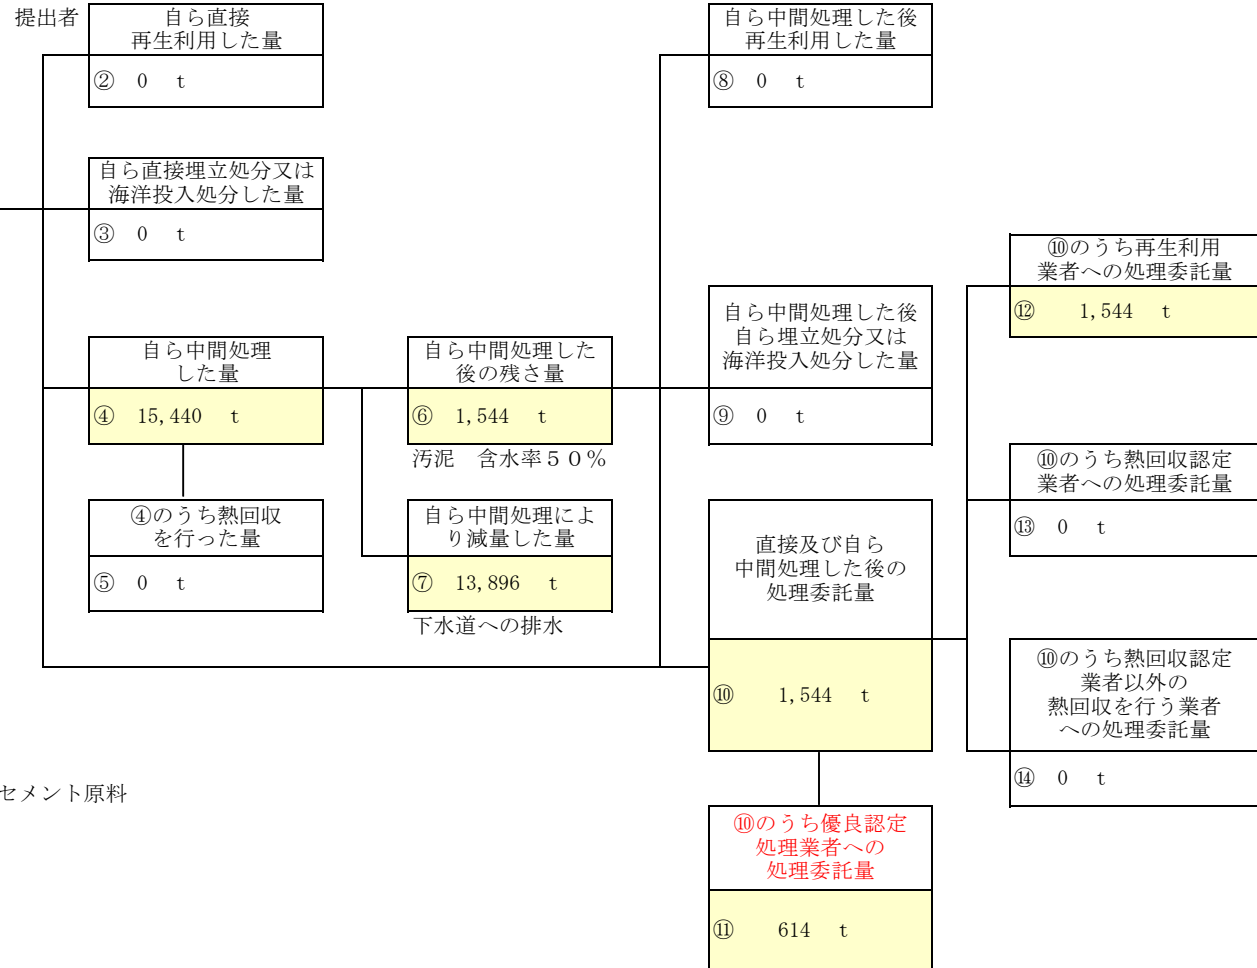 提出者
自ら直接
再生利用した量
② 0 t
自ら直接埋立処分又は
海洋投入処分した量
③ 0 t
自ら中間処理
した量
④ 15,440 t
④のうち熱回収
を行った量
⑤ 0 t
自ら中間処理した
後の残さ量
⑥ 1,544 t
汚泥 含水率５０％
自ら中間処理によ
り減量した量
⑦ 13,896 t
下水道への排水
自ら中間処理した後
再生利用した量
⑧ 0 t
自ら中間処理した後
自ら埋立処分又は
海洋投入処分した量
⑨ 0 t
直接及び自ら
中間処理した後の
処理委託量
⑩ 1,544 t
⑩のうち優良認定
処理業者への
処理委託量
⑪ 614 t
⑩のうち再生利用
業者への処理委託量
⑫ 1,544 t
⑩のうち熱回収認定
業者への処理委託量
⑬ 0 t
⑩のうち熱回収認定
業者以外の
熱回収を行う業者
への処理委託量
⑭ 0 t
セメント原料